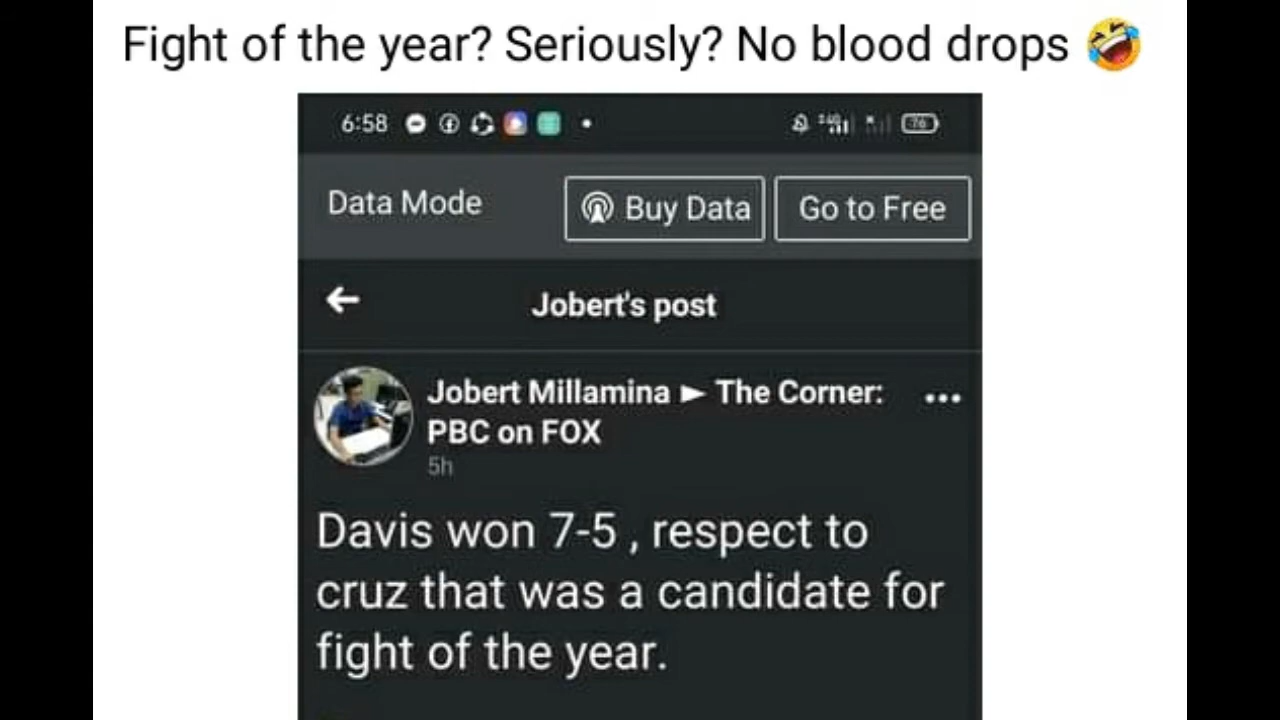 Fight of the year? Seriously? No blood drops 🤣
6:58
76
Data Mode
Buy Data
Go to Free
Jobert's post
Jobert Millamina ► The Corner:
PBC on FOX
5h
Davis won 7-5 , respect to
cruz that was a candidate for
fight of the year.